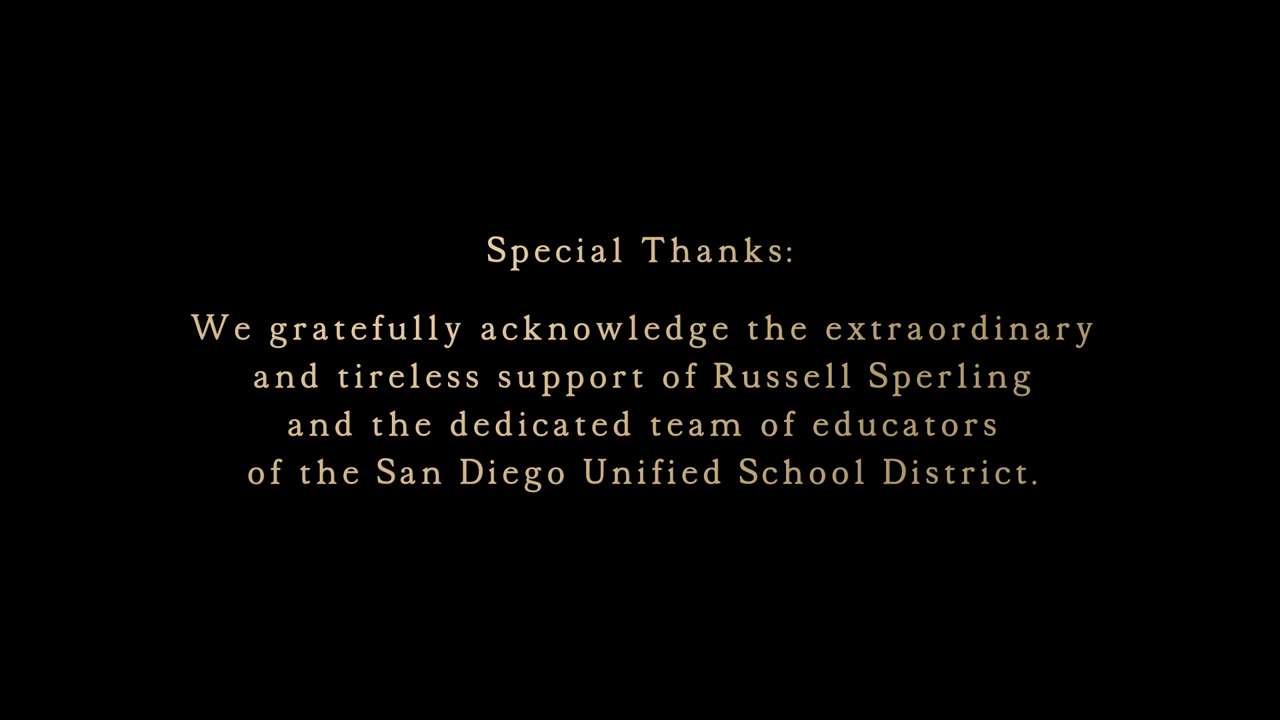 Special Thanks:
We gratefully acknowledge the extraordinary
and tireless support of Russell Sperling
and the dedicated team of educators
of the San Diego Unified School District.